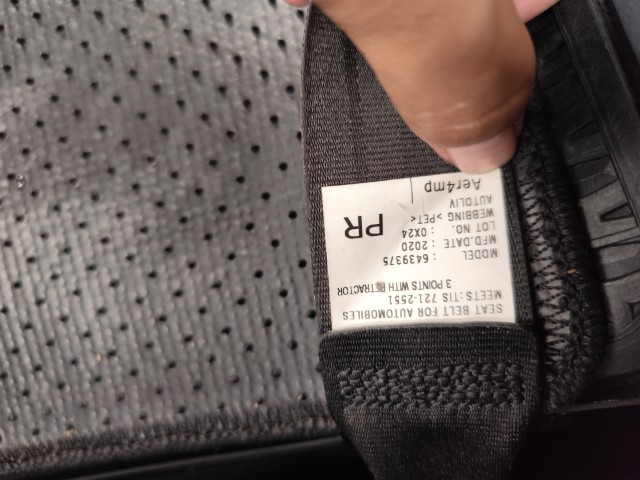 SEAT BELT FOR AUTOMOBILES
MEETS:TIS 721-2551
3 POINTS WITH RETRACTOR
MODEL : 6439375
MFD.DATE : 2020
LOT NO. : 0X24
WEBBING >PET<
AUTOLIV
PR
Aer4mp